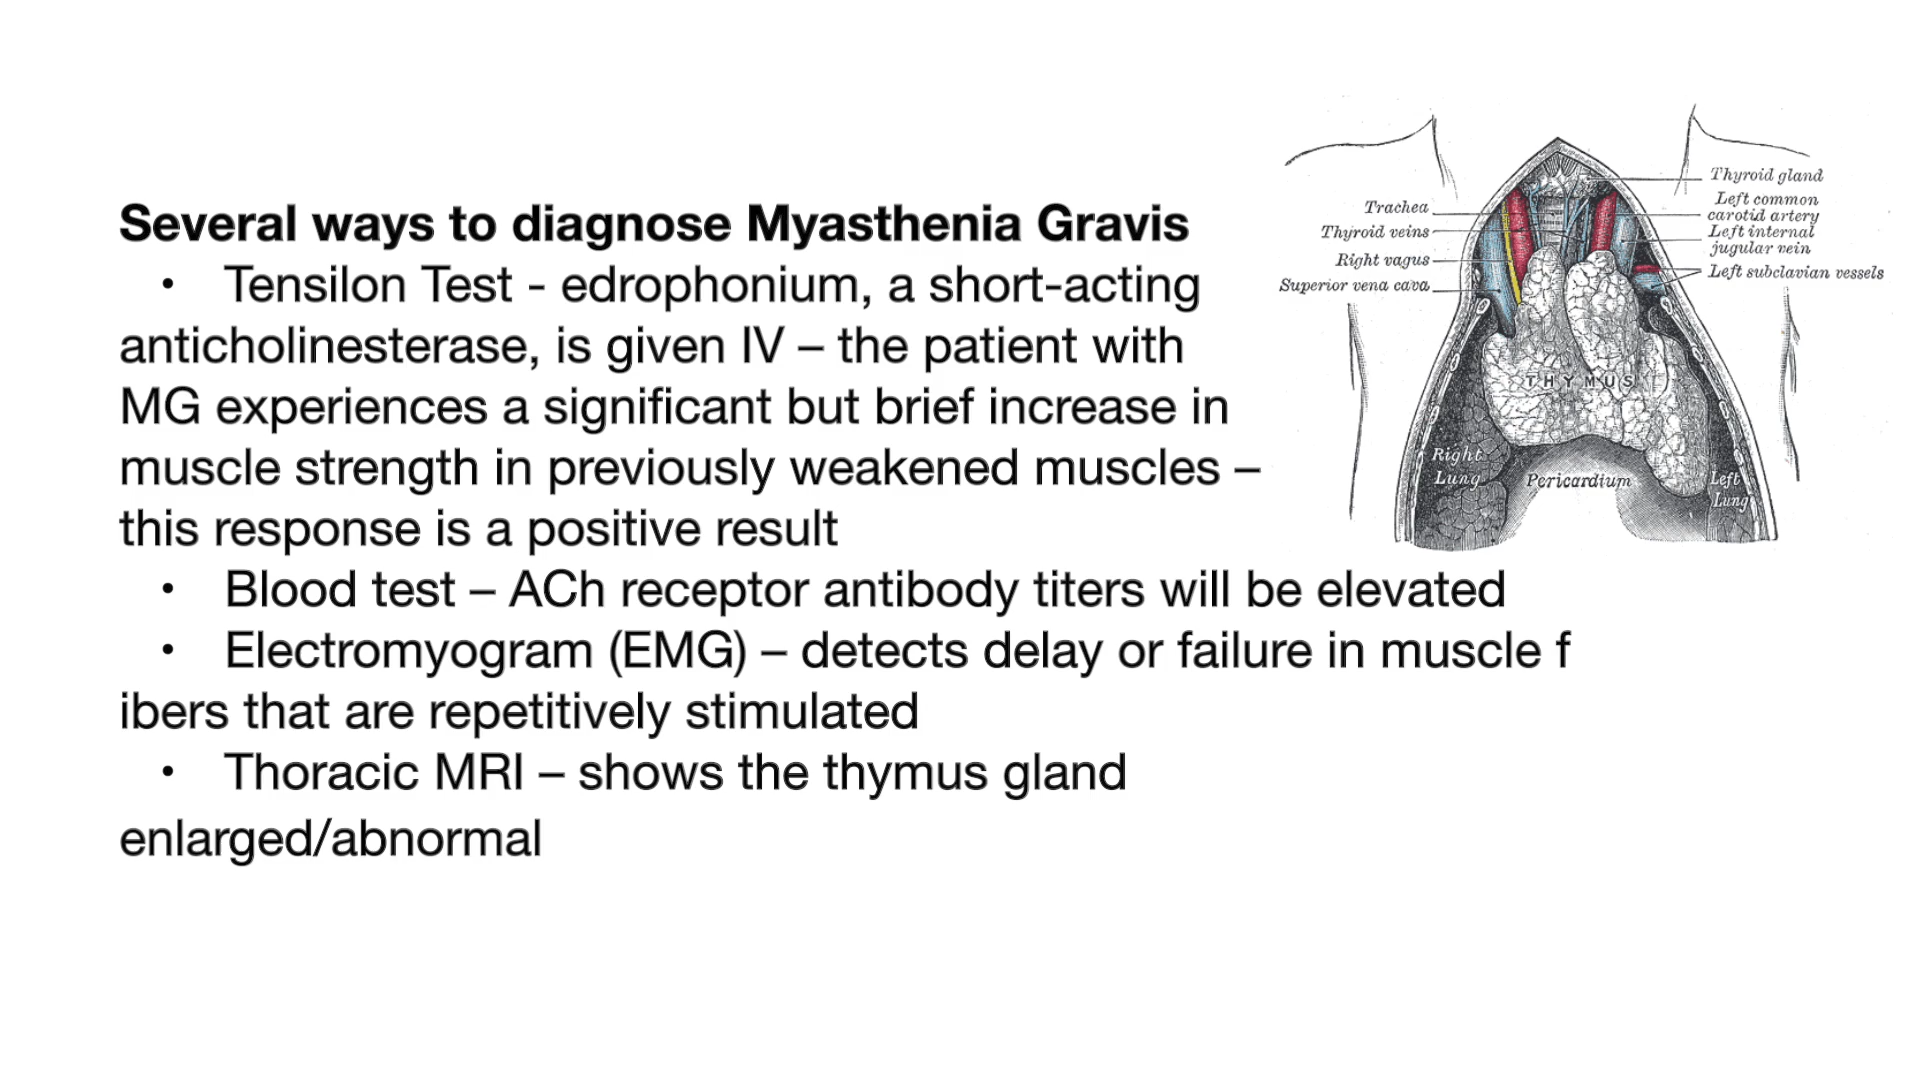 Several ways to diagnose Myasthenia Gravis
• Tensilon Test - edrophonium, a short-acting
anticholinesterase, is given IV – the patient with
MG experiences a significant but brief increase in
muscle strength in previously weakened muscles –
this response is a positive result
• Blood test – ACh receptor antibody titers will be elevated
• Electromyogram (EMG) – detects delay or failure in muscle f
ibers that are repetitively stimulated
• Thoracic MRI – shows the thymus gland
enlarged/abnormal
Trachea
Thyroid veins
Right vagus
Superior vena cava
Thyroid gland
Left common
carotid artery
Left internal
jugular vein
Left subclavian vessels
THYMUS
Right
Lung
Pericardium
Left
Lung